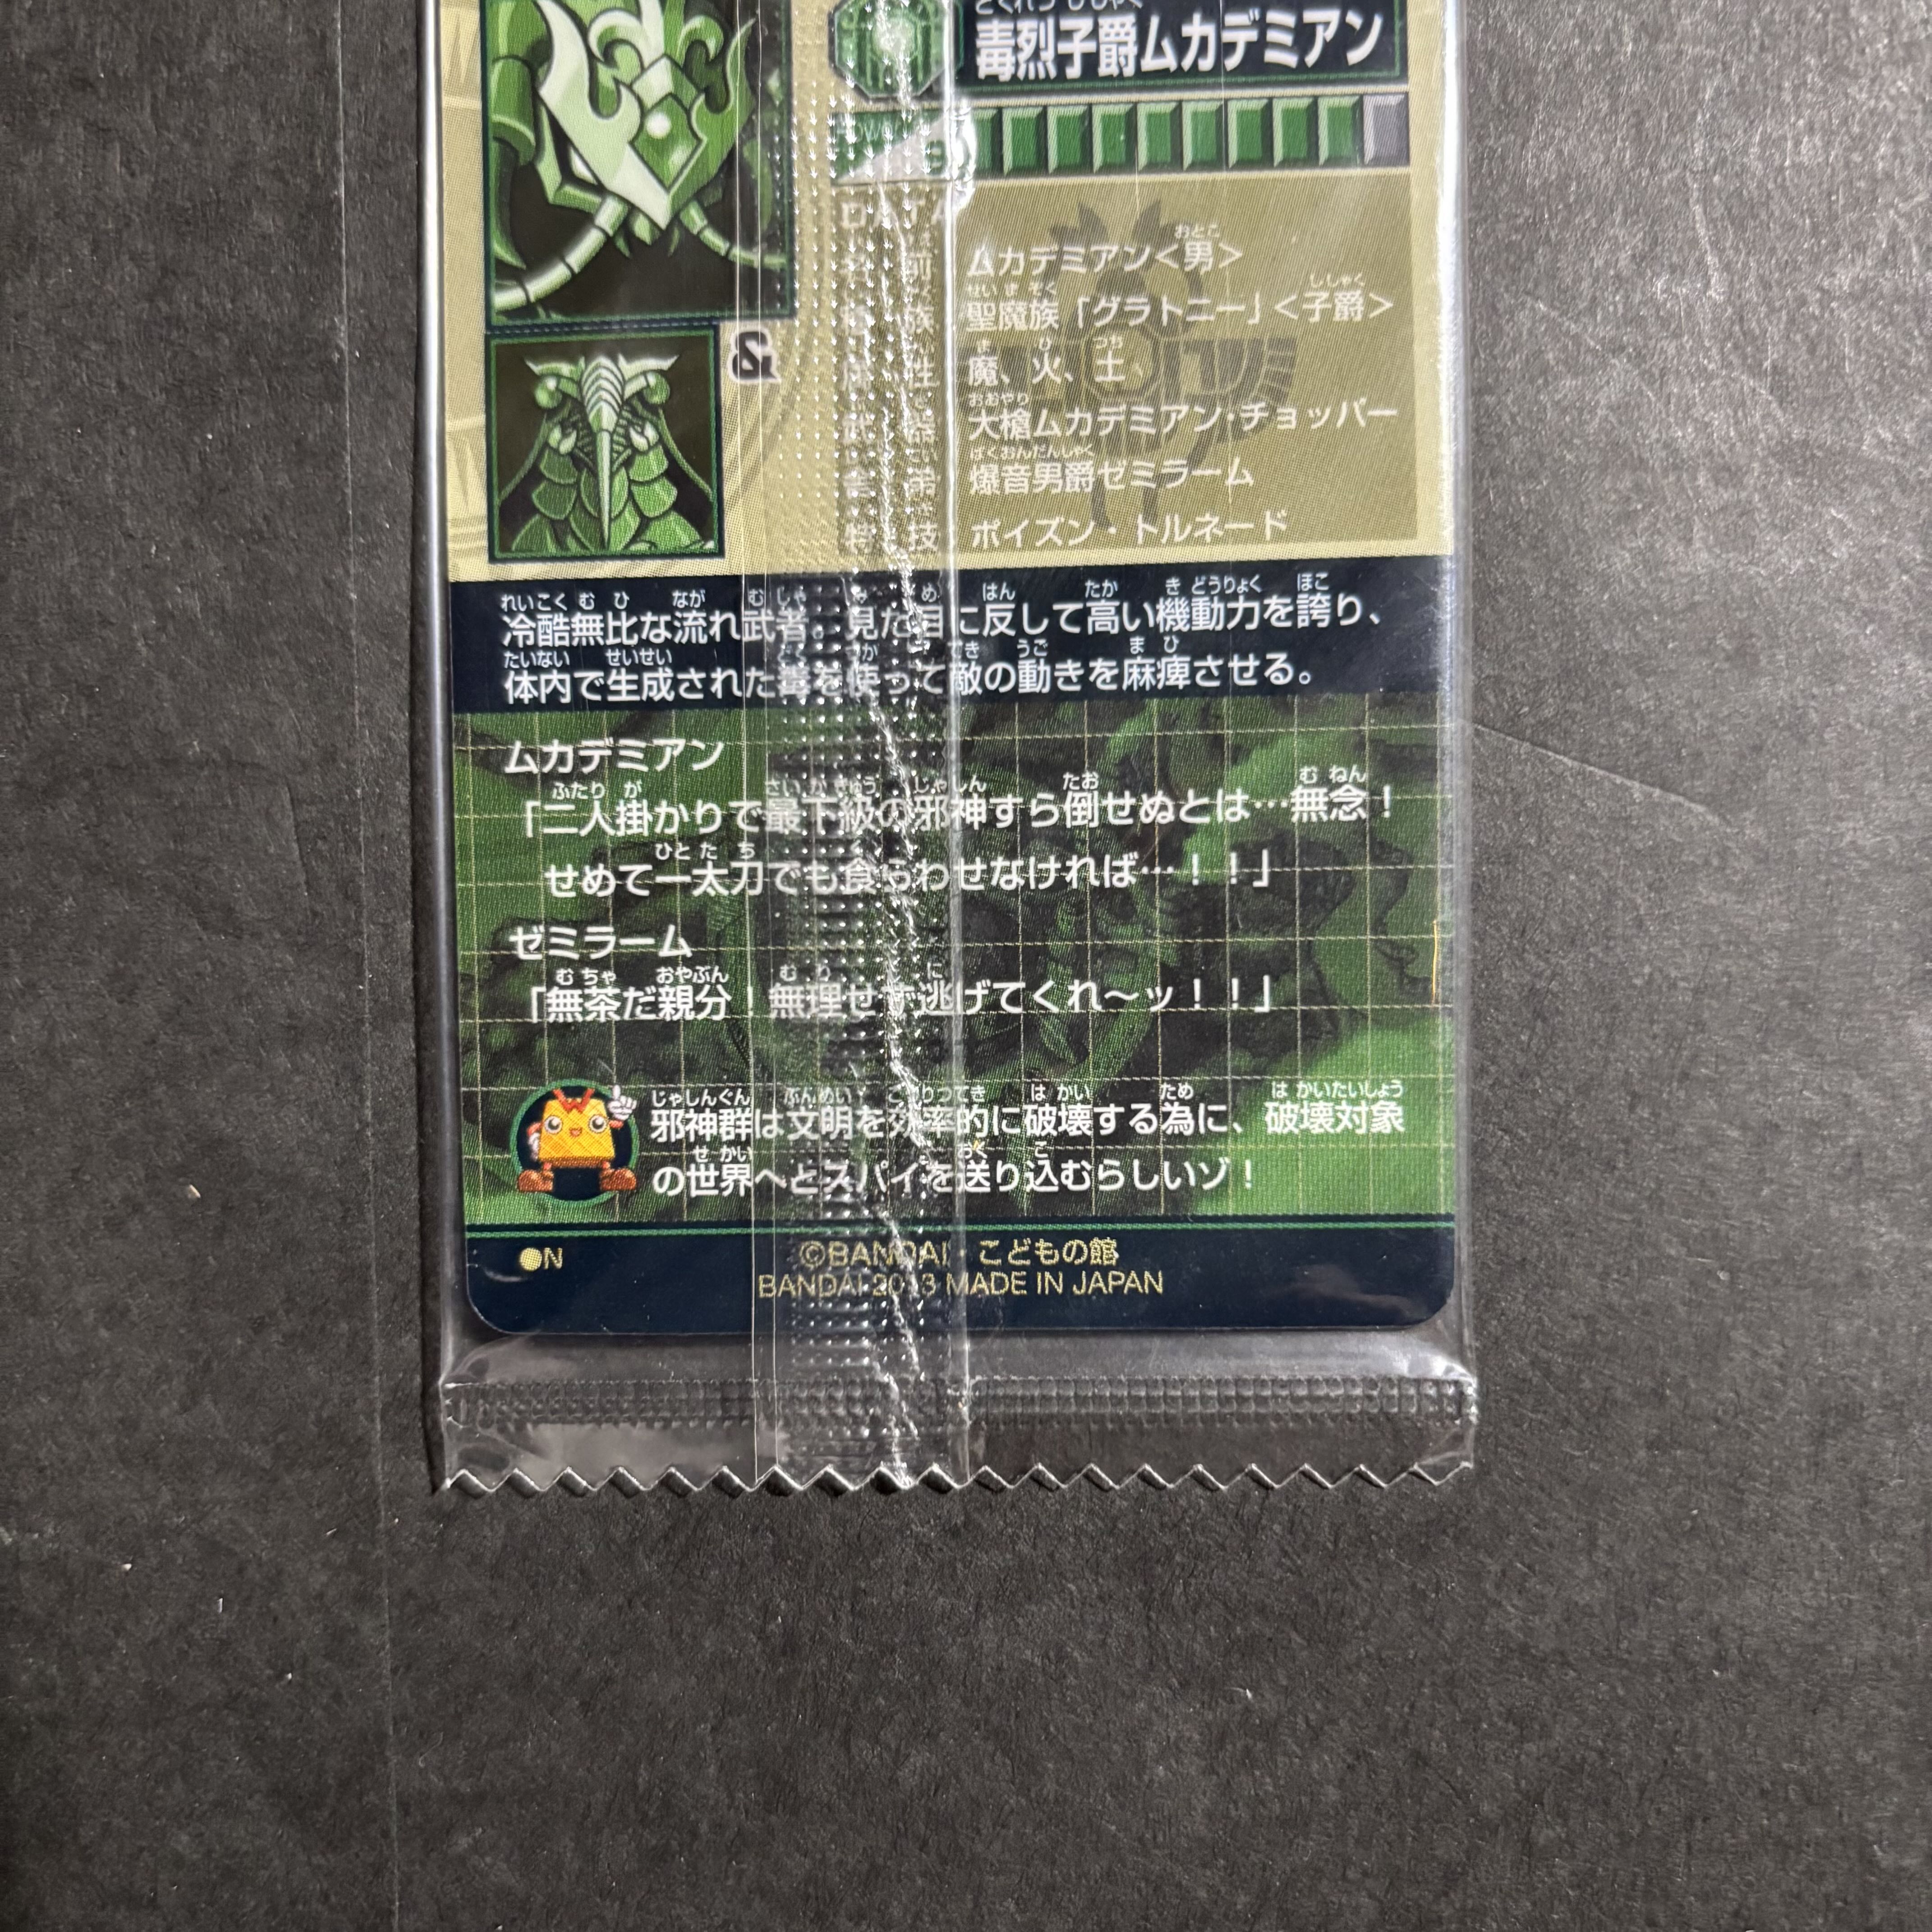 毒烈子爵ムカデミアン
ムカデミアン<男>
聖魔族「グラトニー」<子爵>
&
性 魔、火、土
武器 大槍ムカデミアン・チョッパー
爆音男爵ゼミラーム
特技 ポイズン・トルネード
冷酷無比な流れ武者。見た目に反して高い機動力を誇り、
体内で生成された毒を使って敵の動きを麻痺させる。
ムカデミアン
「二人掛かりで最下級の邪神すら倒せぬとは…無念！
せめて一太刀でも食らわせなければ…！！」
ゼミラーム
「無茶だ親分！無理せず逃げてくれ〜ッ！！」
邪神群は文明を効率的に破壊する為に、破壊対象
の世界へとスパイを送り込むらしいゾ！
●N
©BANDAI・こどもの館
BANDAI 2013 MADE IN JAPAN